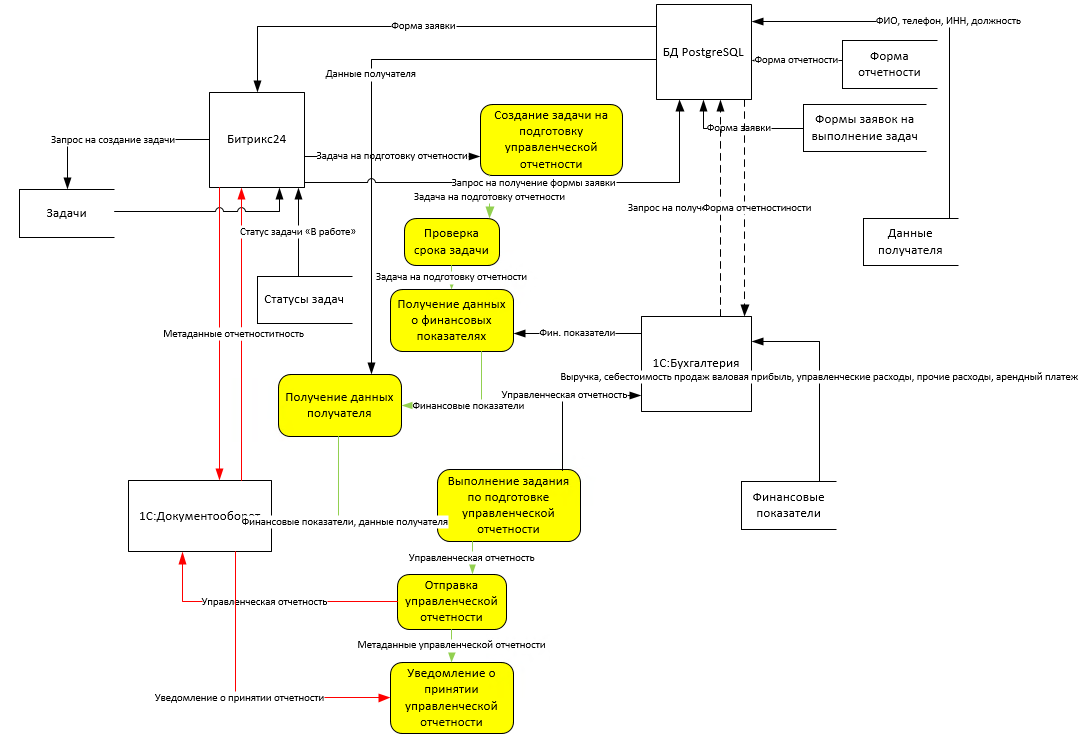 Форма заявки
БД PostgreSQL
ФИО, телефон, ИНН, должность
Форма отчетности
Форма
отчетности
Данные получателя
Битрикс24
Создание задачи на
подготовку
управленческой
отчетности
Форма заявки
Формы заявок на
выполнение задач
Запрос на создание задачи
Задача на подготовку отчетности
Запрос на получение формы заявки
Задача на подготовку отчетности
Задачи
Запрос на получ
Форма отчетности
ности
Статус задачи «В работе»
Проверка
срока задачи
Данные
получателя
Задача на подготовку отчетности
Статусы задач
Получение данных
о финансовых
показателях
Метаданные отчетности
тность
Фин. показатели
1С:Бухгалтерия
Выручка, себестоимость продаж валовая прибыль, управленческие расходы, прочие расходы, арендный платеж
Получение данных
получателя
Управленческая отчетность
Финансовые показатели
Выполнение задания
по подготовке
управленческой
отчетности
Финансовые
показатели
1С:Документооборот
Финансовые показатели, данные получателя
Управленческая отчетность
Отправка
управленческой
отчетности
Управленческая отчетность
Метаданные управленческой отчетности
Уведомление о
принятии
управленческой
отчетности
Уведомление о принятии отчетности